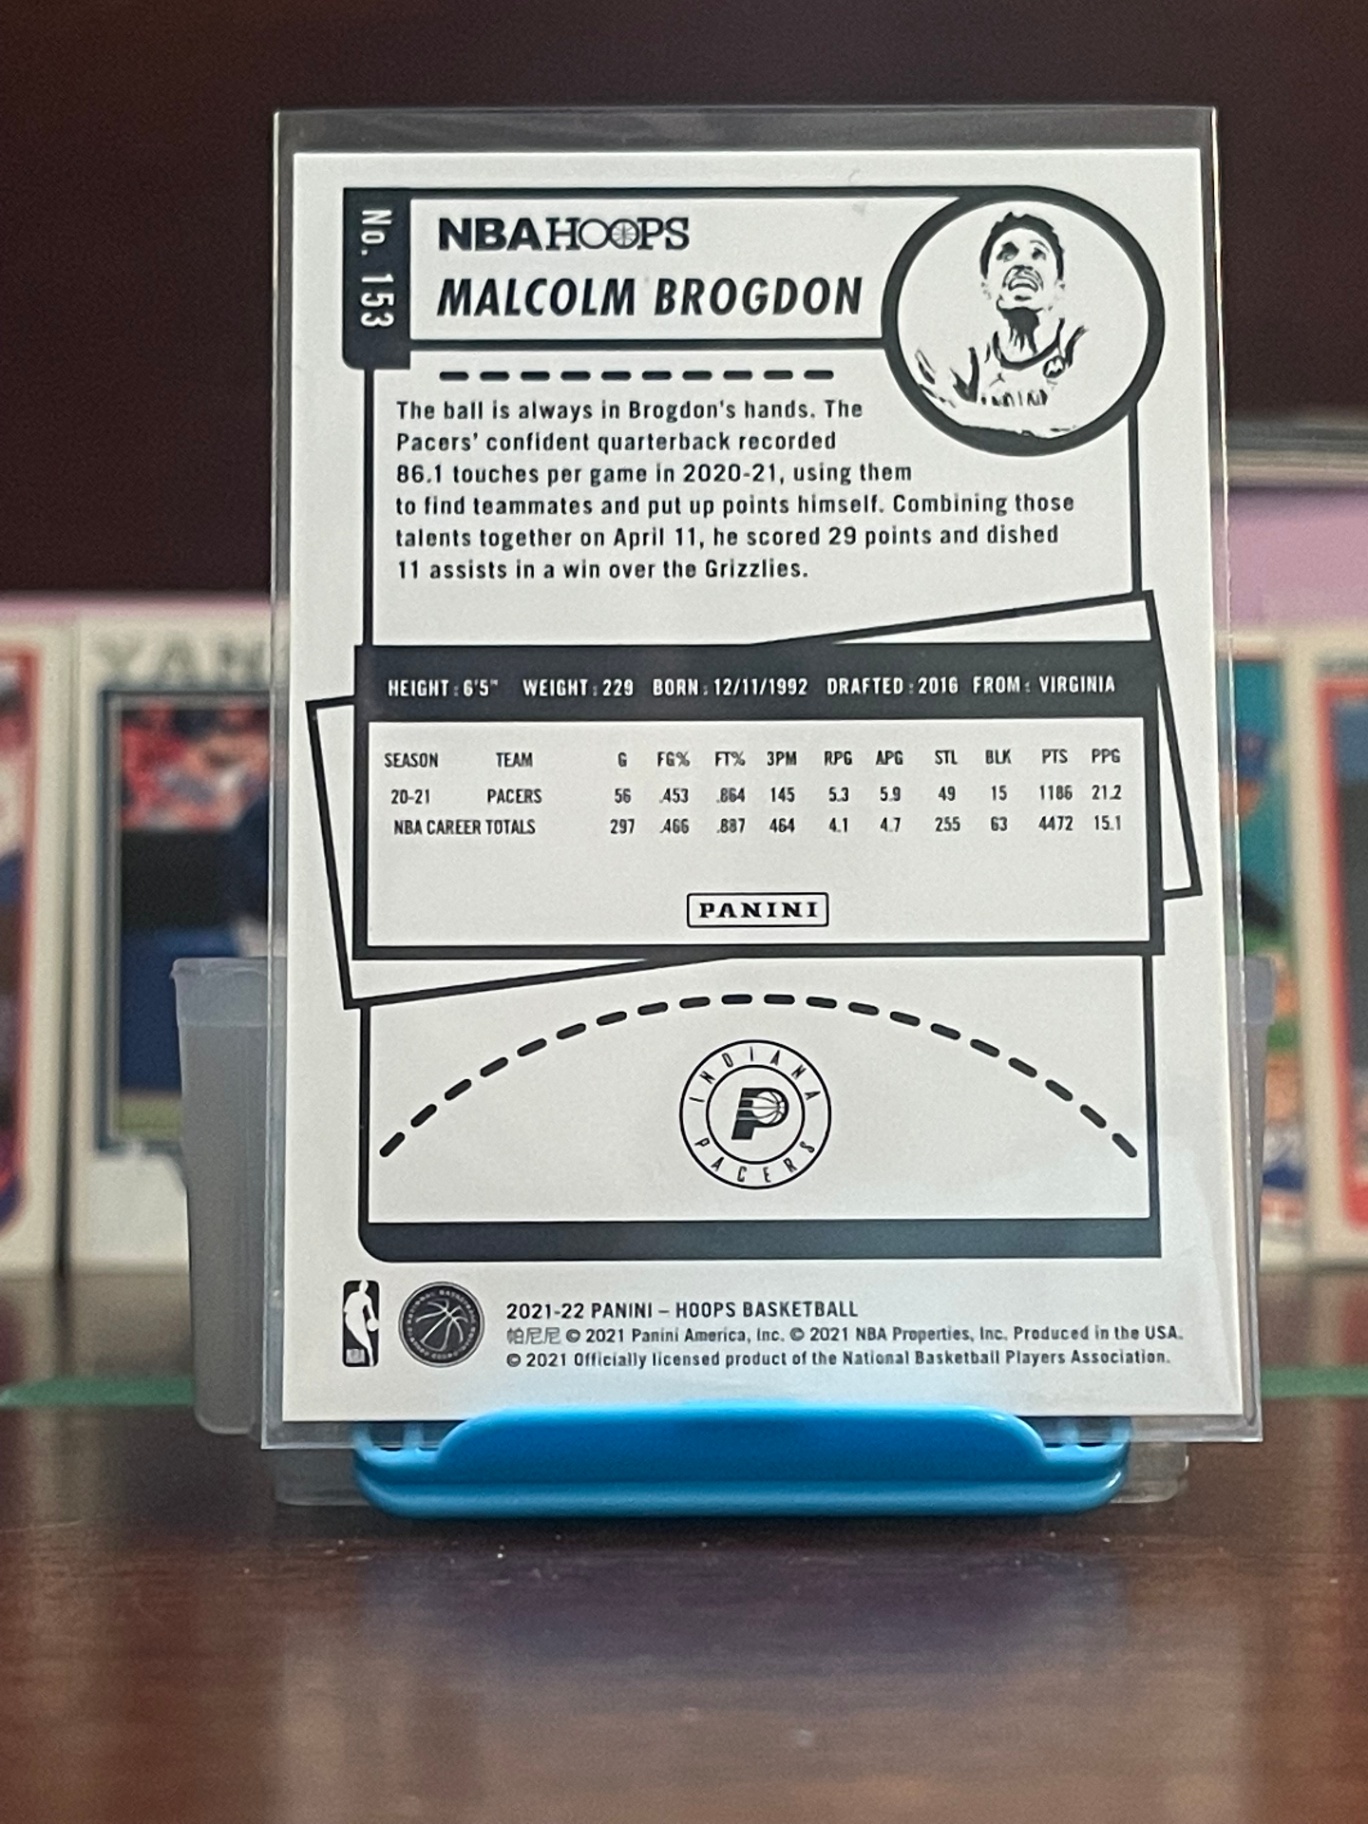 No. 153
NBA HOOPS
MALCOLM BROGDON
The ball is always in Brogdon's hands. The
Pacers' confident quarterback recorded
86.1 touches per game in 2020-21, using them
to find teammates and put up points himself. Combining those
talents together on April 11, he scored 29 points and dished
11 assists in a win over the Grizzlies.
HEIGHT: 6'5" WEIGHT: 229 BORN: 12/11/1992 DRAFTED: 2016 FROM: VIRGINIA
SEASON TEAM G FG% FT% 3PM RPG APG STL BLK PTS PPG
20-21 PACERS 56 .453 .864 145 5.3 5.9 49 15 1186 21.2
NBA CAREER TOTALS 297 .466 .887 464 4.1 4.7 255 63 4472 15.1
PANINI
INDIANA
P
PACERS
2021-22 PANINI – HOOPS BASKETBALL
帕尼尼 © 2021 Panini America, Inc. © 2021 NBA Properties, Inc. Produced in the USA.
© 2021 Officially licensed product of the National Basketball Players Association.